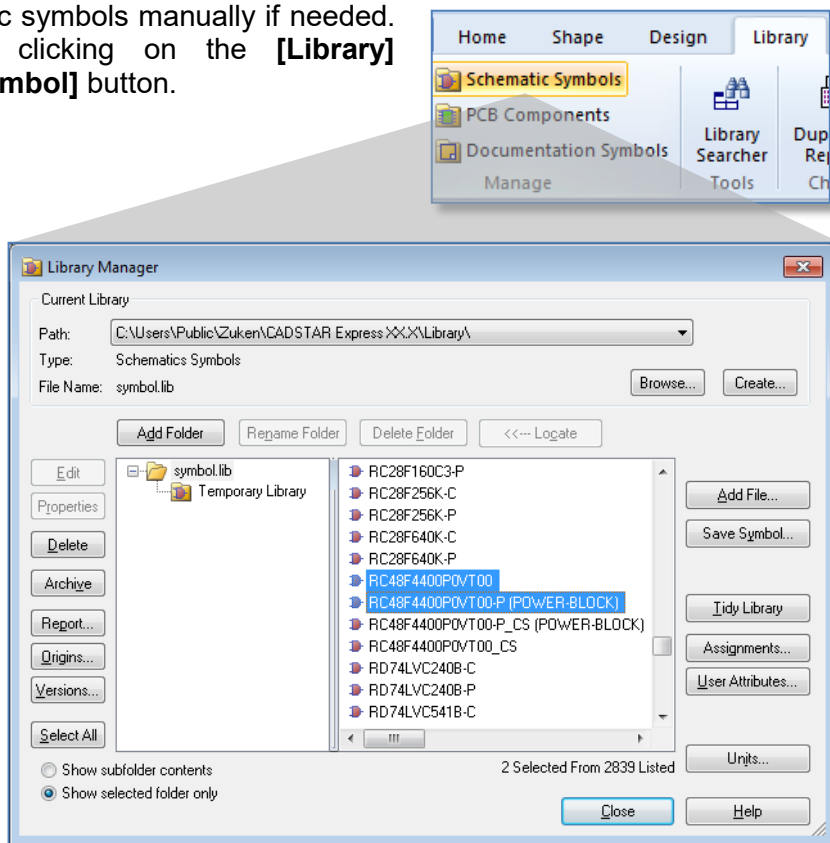 c symbols manually if needed.
clicking on the [Library]
mbol] button.
Home Shape Design Library
Schematic Symbols
PCB Components
Documentation Symbols
Manage
Library
Searcher
Tools
Dup
Rep
Ch
Library Manager
Current Library
Path: C:\Users\Public\Zuken\CADSTAR Express XX.X\Library\
Type: Schematics Symbols
File Name: symbol.lib
Browse... Create...
Add Folder Rename Folder Delete Folder <<--- Locate
Edit
Properties
Delete
Archive
Report...
Origins...
Versions...
Select All
symbol.lib
Temporary Library
RC28F160C3-P
RC28F256K-C
RC28F256K-P
RC28F640K-C
RC28F640K-P
RC48F4400P0VT00
RC48F4400P0VT00-P (POWER-BLOCK)
RC48F4400P0VT00-P_CS (POWER-BLOCK)
RC48F4400P0VT00_CS
RD74LVC240B-C
RD74LVC240B-P
RD74LVC541B-C
Add File...
Save Symbol...
Tidy Library
Assignments...
User Attributes...
Units...
Show subfolder contents
Show selected folder only
2 Selected From 2839 Listed
Close Help